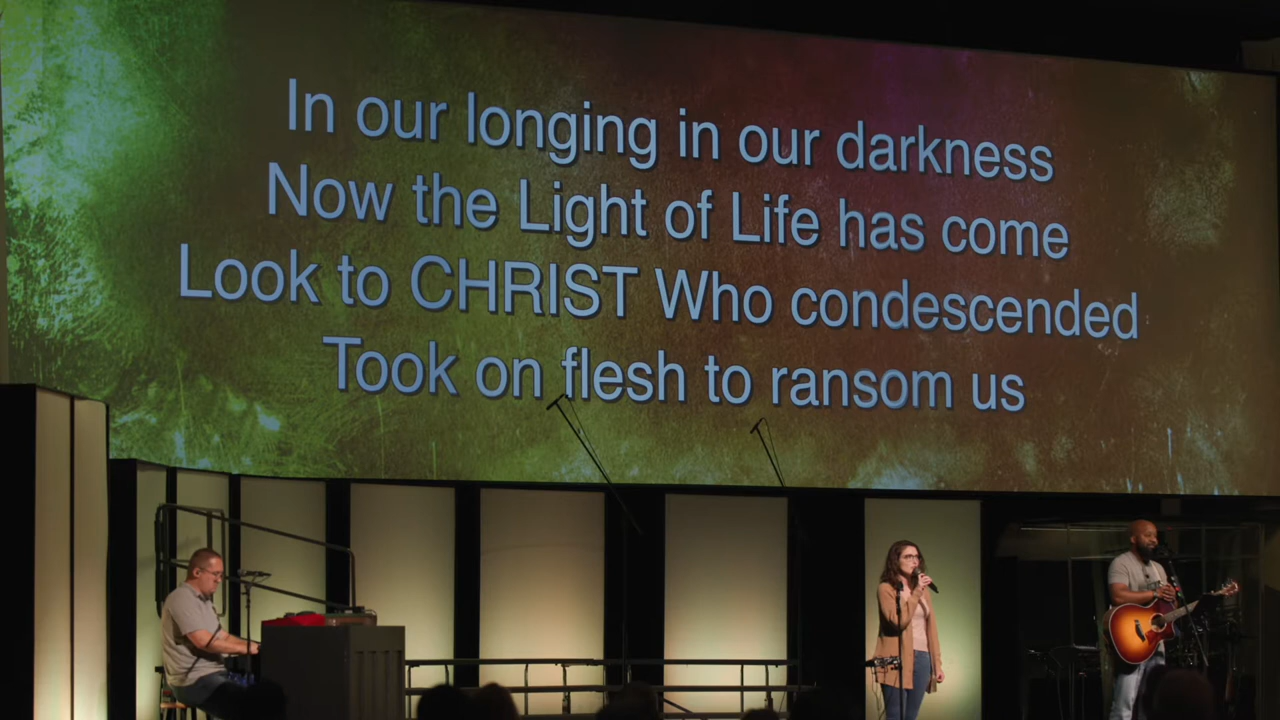 In our longing in our darkness
Now the Light of Life has come
Look to CHRIST Who condescended
Took on flesh to ransom us